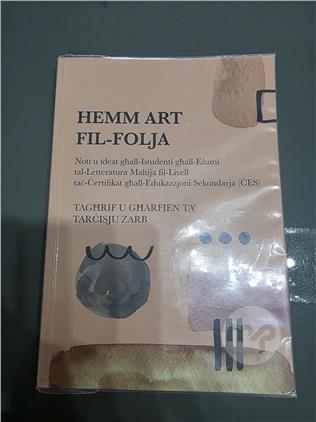 HEMM ART
FIL-FOLJA
Noti u ideat għall-Istudenti għall-Eżami
tal-Letteratura Maltija fil-Livell
taċ-Ċertifikat għall-Edukazzjoni Sekondarja (ĊES)
TAGĦRIF U GĦARFIEN TA'
TARĊISJU ZARB